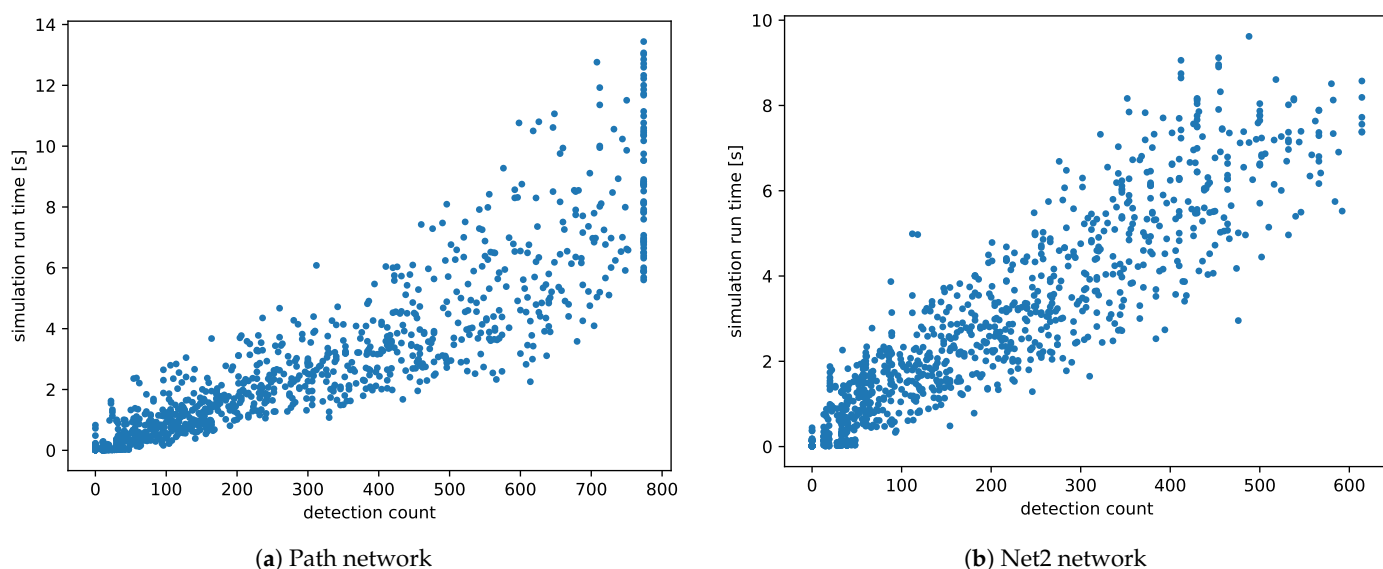 14
12
10
8
6
4
2
0
simulation run time [s]
0 100 200 300 400 500 600 700 800
detection count
(a) Path network
10
8
6
4
2
0
simulation run time [s]
0 100 200 300 400 500 600
detection count
(b) Net2 network